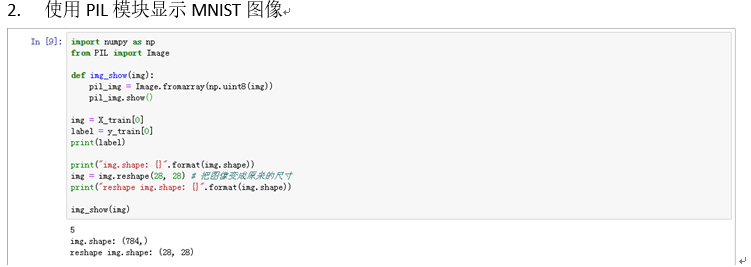 2. 使用 PIL 模块显示 MNIST 图像
In [9]: import numpy as np
from PIL import Image
def img_show(img):
    pil_img = Image.fromarray(np.uint8(img))
    pil_img.show()
img = X_train[0]
label = y_train[0]
print(label)
print("img.shape: {}".format(img.shape))
img = img.reshape(28, 28) # 把图像变成原来的尺寸
print("reshape img.shape: {}".format(img.shape))
img_show(img)
5
img.shape: (784,)
reshape img.shape: (28, 28)